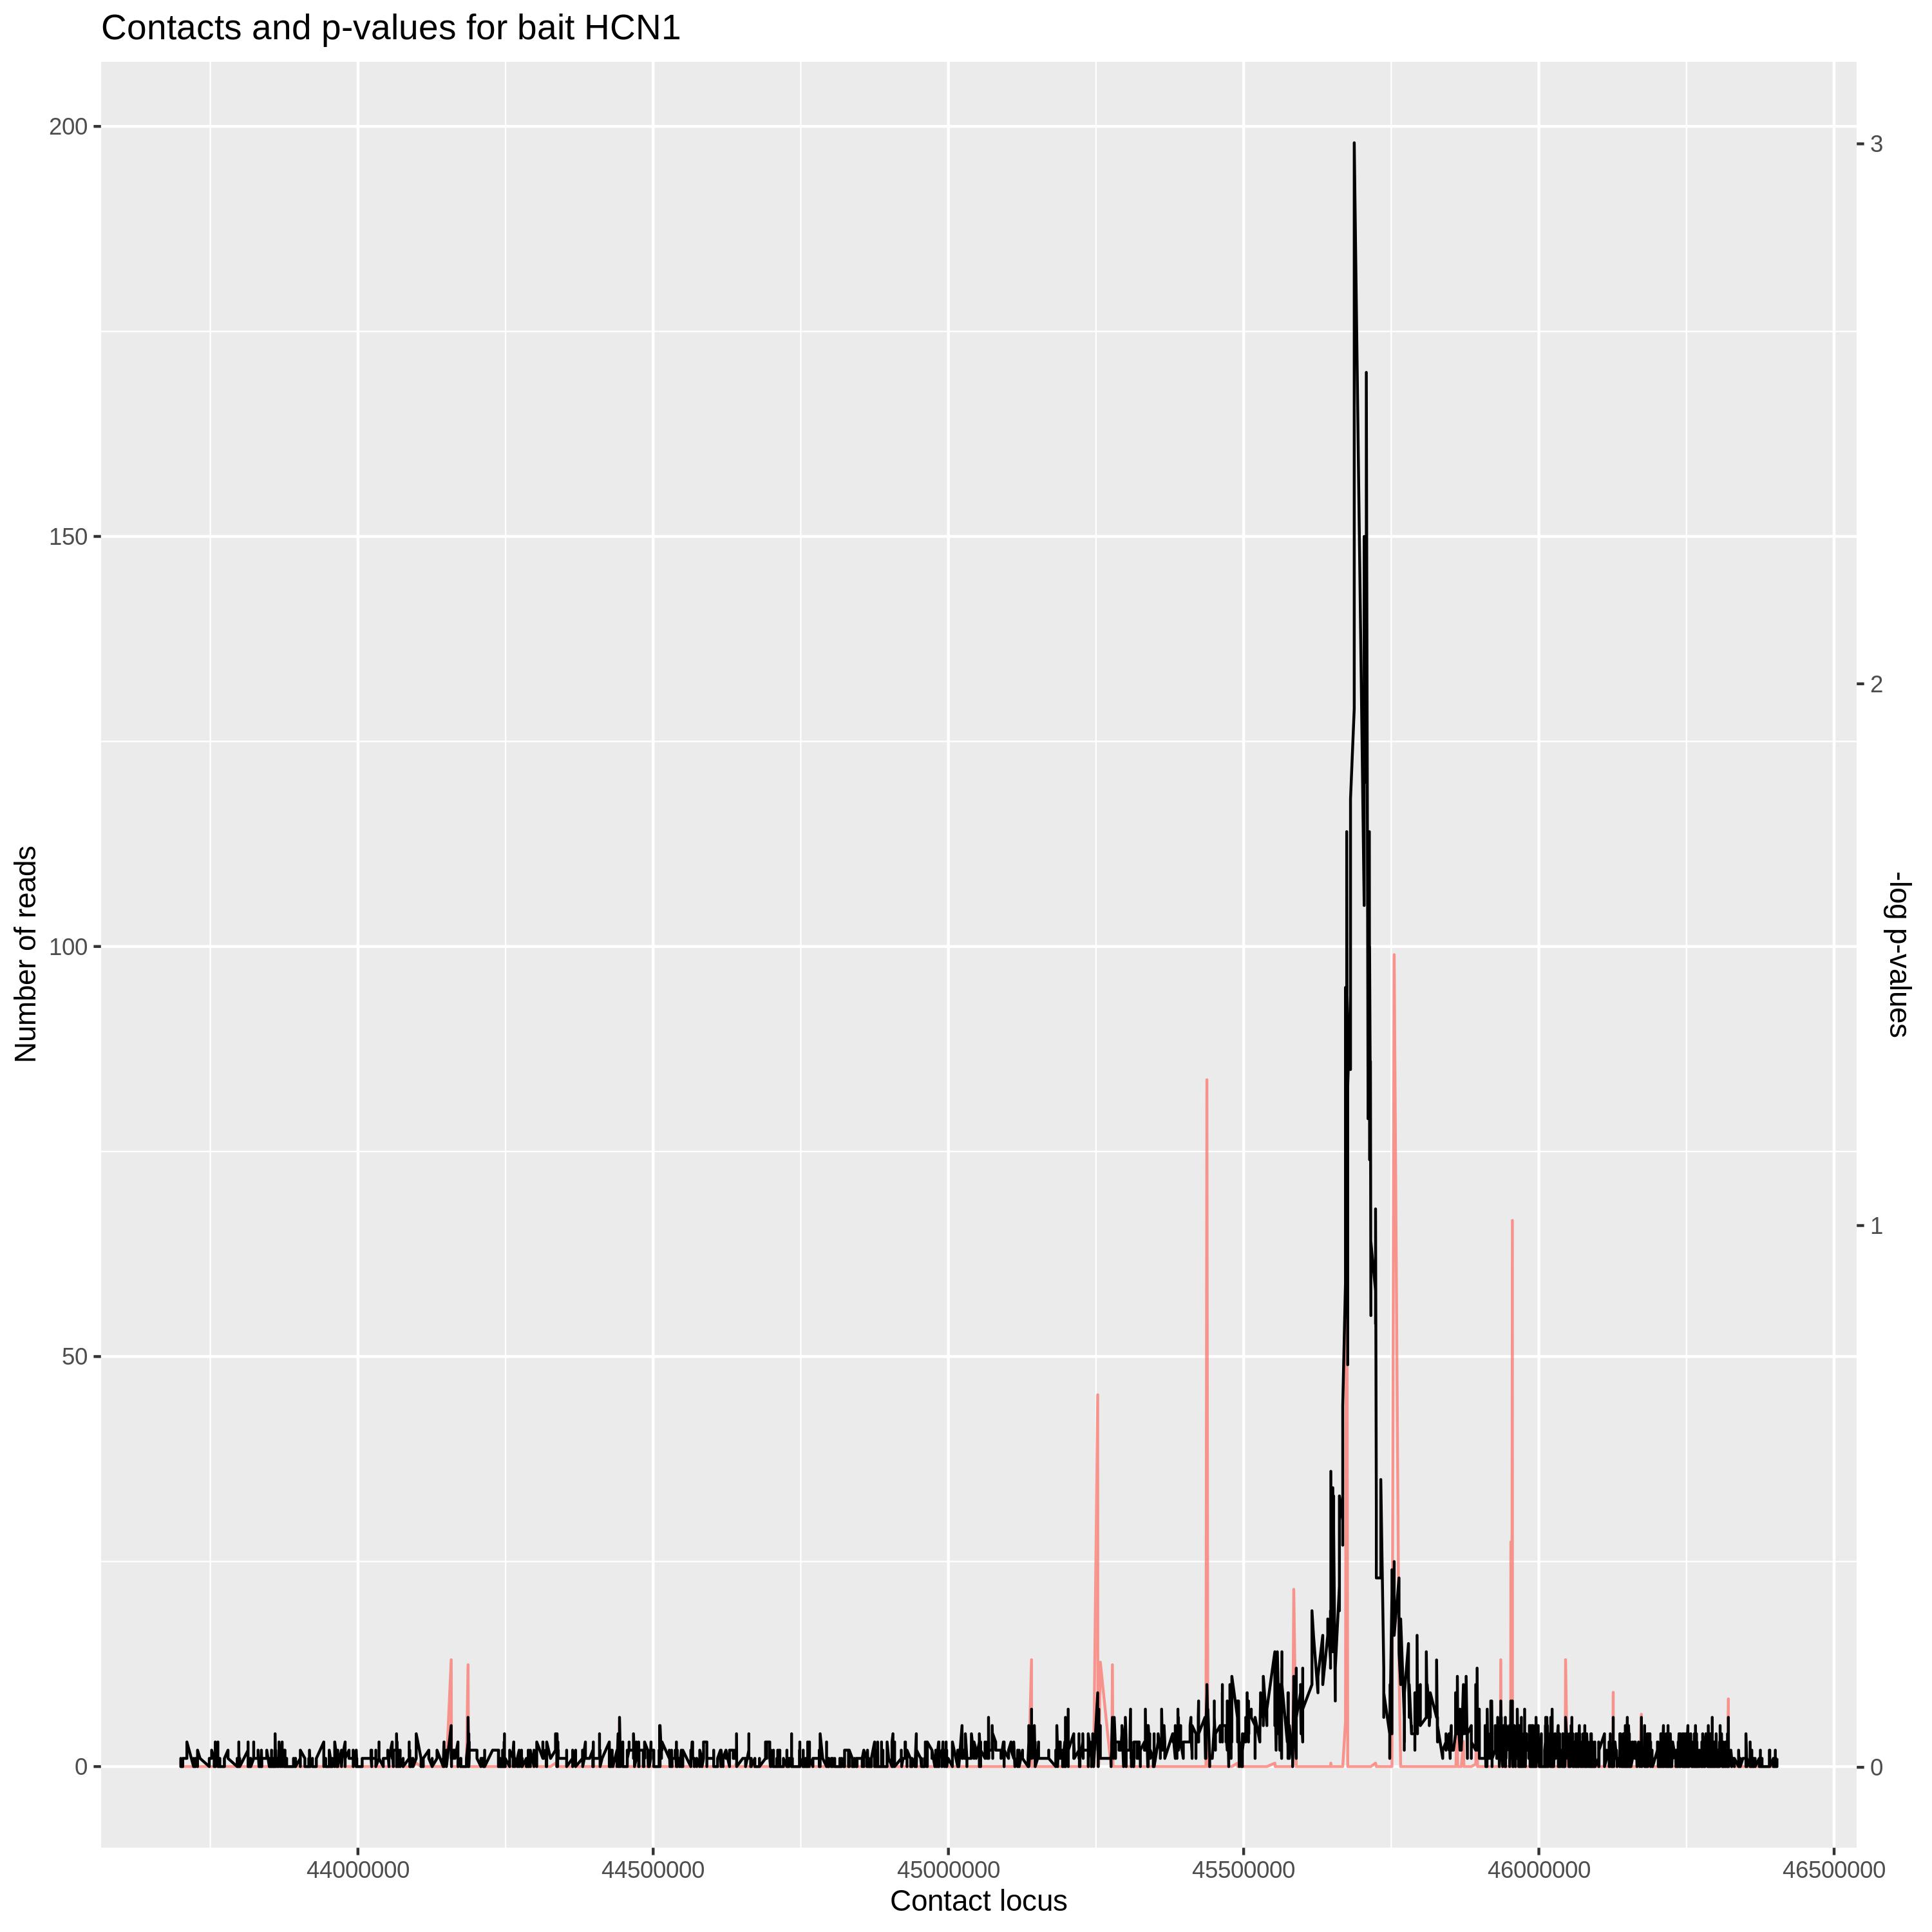 Contacts and p-values for bait HCN1
200
150
100
50
0
Number of reads
3
2
1
0
-log p-values
44000000 44500000 45000000 45500000 46000000 46500000
Contact locus